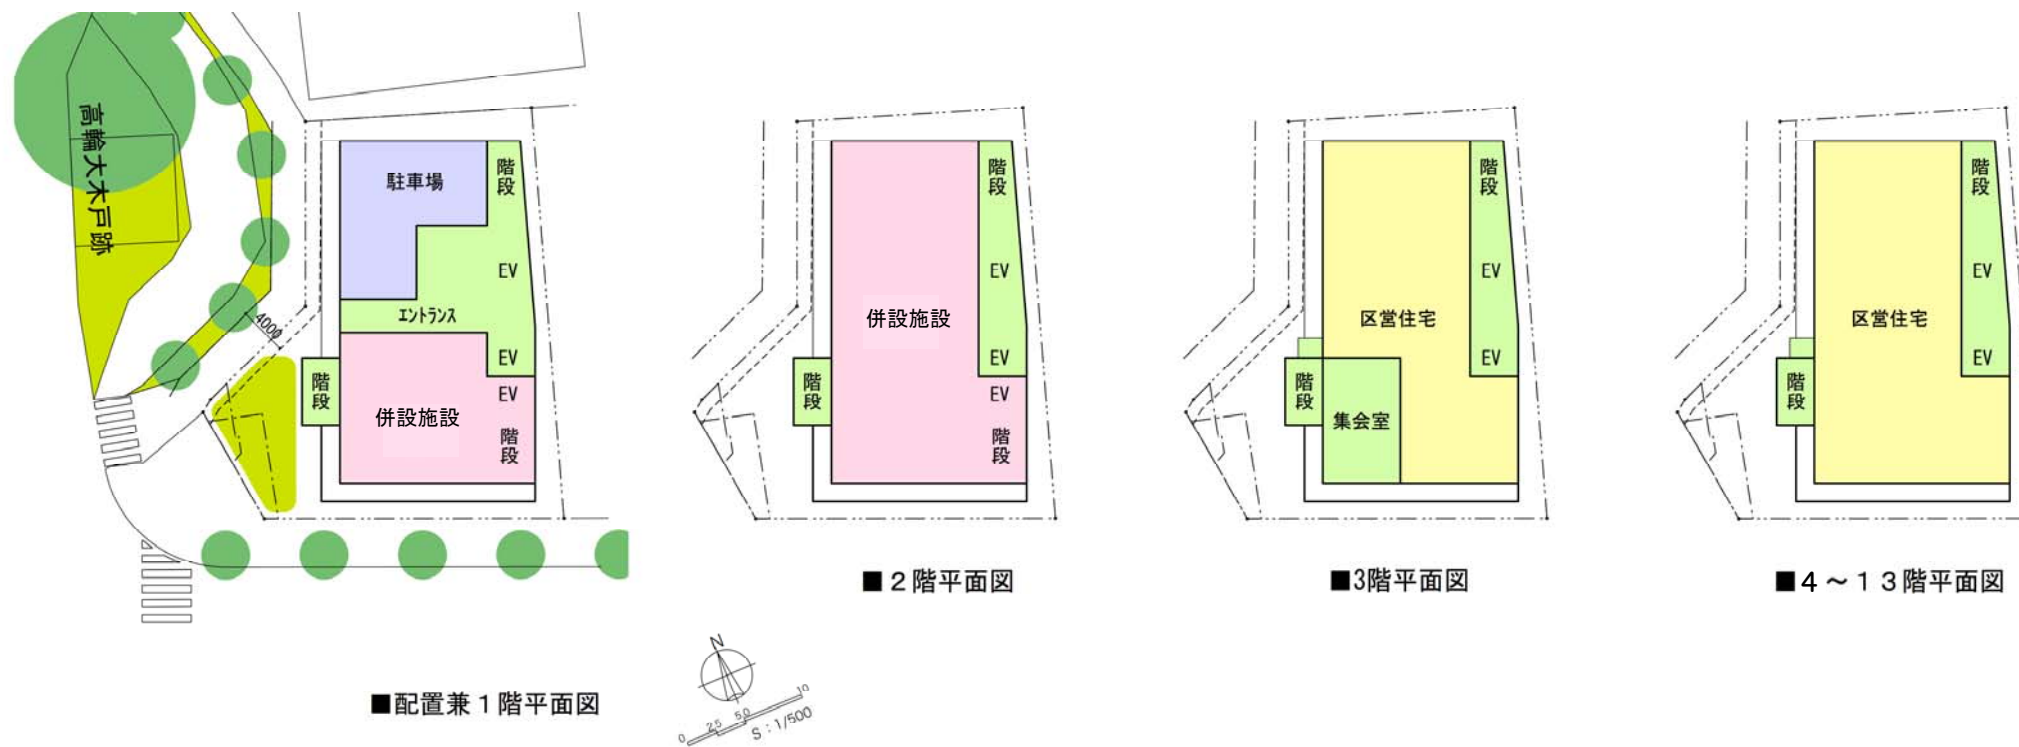 高輪大木戸跡
駐車場
階段
EV
エントランス
4000
EV
階段
EV
併設施設
階段
■配置兼１階平面図
階段
EV
併設施設
EV
階段
EV
階段
■２階平面図
階段
EV
区営住宅
EV
階段
集会室
■3階平面図
階段
EV
区営住宅
EV
階段
■４～１３階平面図
N
0 2.5 5.0 10
S：1/500